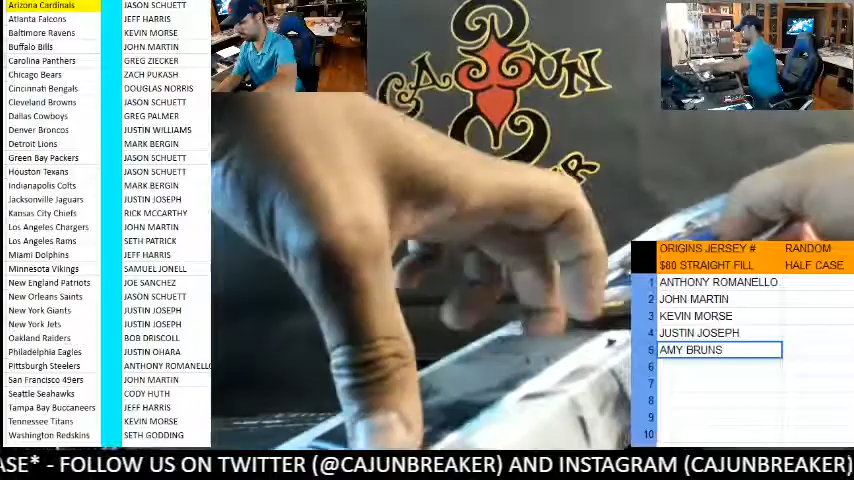 Arizona Cardinals JASON SCHUETT
Atlanta Falcons JEFF HARRIS
Baltimore Ravens KEVIN MORSE
Buffalo Bills JOHN MARTIN
Carolina Panthers GREG ZIECKER
Chicago Bears ZACH PUKASH
Cincinnat Bengals DOUGLAS NORRIS
Cleveland Browns JASON SCHUETT
Dallas Cowboys GREG PALMER
Denver Broncos JUSTIN WILLIAMS
Detroit Lions MARK BERGIN
Green Bay Packers JASON SCHUETT
Houston Texans JASON SCHUETT
Indianapolis Colts MARK BERGIN
Jacksonville Jaguars JUSTIN JOSEPH
Kansas City Chiefs RICK MCCARTHY
Los Angeles Chargers JOHN MARTIN
Los Angeles Rams SETH PATRICK
Miami Dolphins JEFF HARRIS
Minnesota Vikings SAMUEL JONELL
New England Patriots JOE SANCHEZ
New Orleans Saints JASON SCHUETT
New York Giants JUSTIN JOSEPH
New York Jets JUSTIN JOSEPH
Oakland Raiders BOB DRISCOLL
Philadelphia Eagles JUSTIN OHARA
Pittsburgh Steelers ANTHONY ROMANELLO
San Francisco 49ers JOHN MARTIN
Seattle Seahawks CODY HUTH
Tampa Bay Buccaneers JEFF HARRIS
Tennessee Titans KEVIN MORSE
Washington Redskins SETH GODDING
CAJUN
ORIGINS JERSEY # RANDOM
$80 STRAIGHT FILL HALF CASE
1 ANTHONY ROMANELLO
2 JOHN MARTIN
3 KEVIN MORSE
4 JUSTIN JOSEPH
5 AMY BRUNS
6
7
8
9
10
ASE* - FOLLOW US ON TWITTER (@CAJUNBREAKER) AND INSTAGRAM (CAJUNBREAKER)